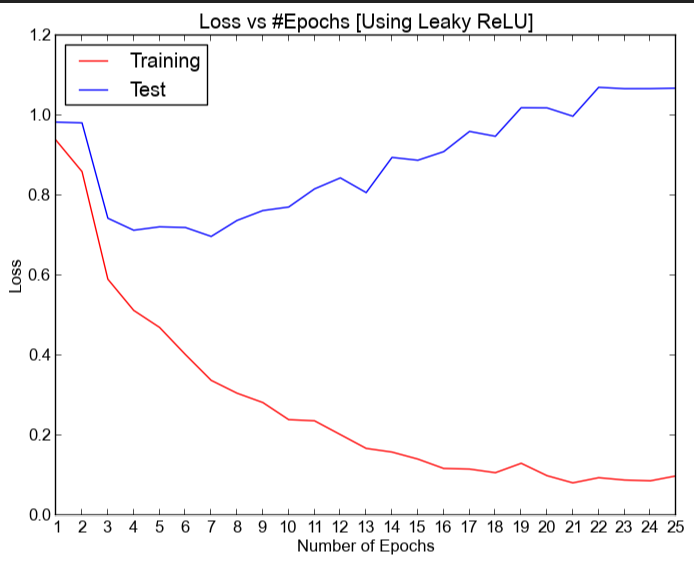 Loss vs #Epochs [Using Leaky ReLU]
1.2
Training
Test
1.0
0.8
0.6
Loss
0.4
0.2
0.0
1 2 3 4 5 6 7 8 9 10 11 12 13 14 15 16 17 18 19 20 21 22 23 24 25
Number of Epochs